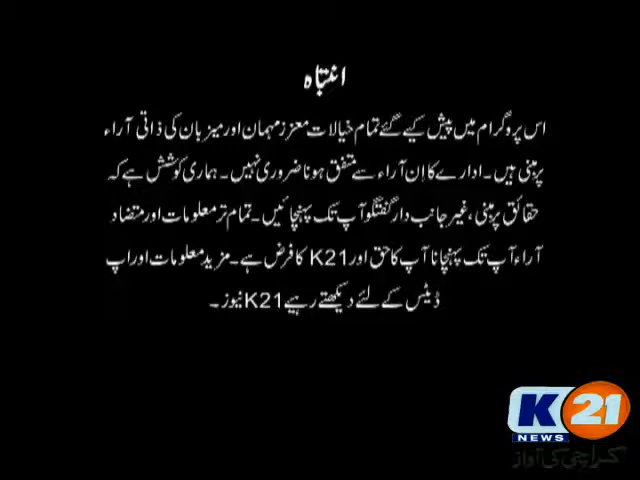 انتباہ
اس پروگرام میں پیش کیے گئے تمام خیالات معزز مہمان اور میزبان کی ذاتی آراء
پر مبنی ہیں۔ ادارے کا اِن آراء سے متفق ہونا ضروری نہیں۔ ہماری کوشش ہے کہ
حقائق پر مبنی، غیر جانب دار گفتگو آپ تک پہنچائیں۔ تمام تر معلومات اور متضاد
آراء آپ تک پہنچانا آپ کا حق اور K21 کا فرض ہے۔ مزید معلومات اور اپ
ڈیٹس کے لئے دیکھتے رہیے K21 نیوز۔
K21
NEWS
کراچی کی آواز